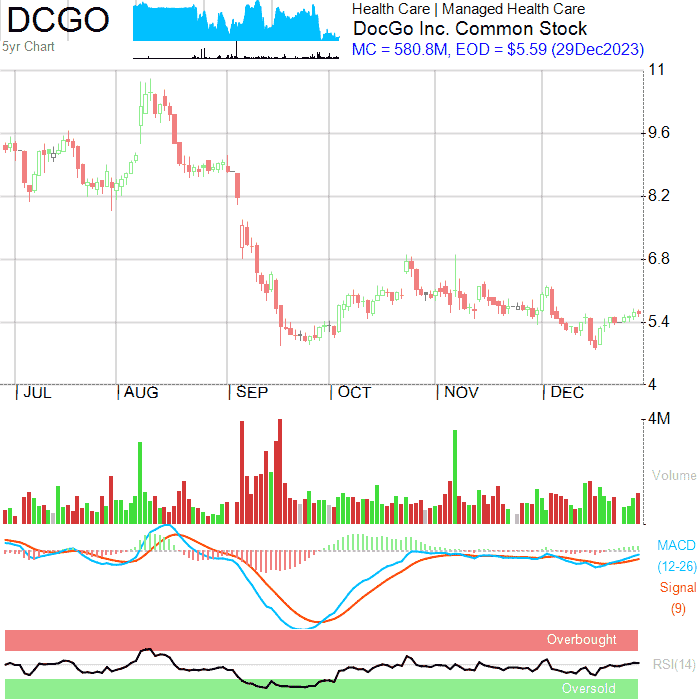 DCGO
5yr Chart
Health Care | Managed Health Care
DocGo Inc. Common Stock
MC = 580.8M, EOD = $5.59 (29Dec2023)
11
9.6
8.2
6.8
5.4
4
JUL AUG SEP OCT NOV DEC
4M
Volume
MACD
(12-26)
Signal
(9)
Overbought
RSI(14)
Oversold